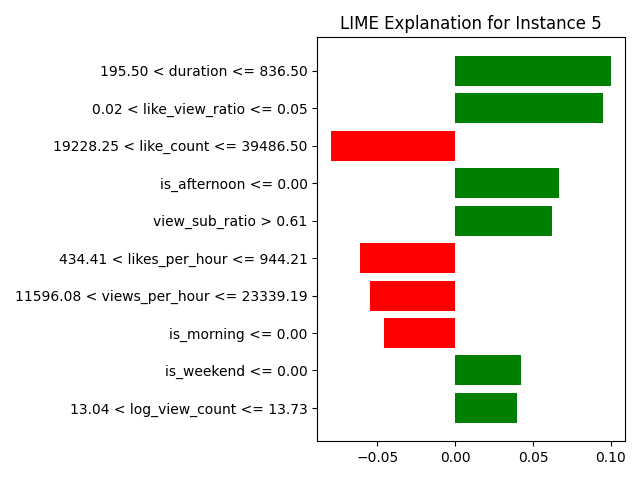 LIME Explanation for Instance 5
195.50 < duration <= 836.50
0.02 < like_view_ratio <= 0.05
19228.25 < like_count <= 39486.50
is_afternoon <= 0.00
view_sub_ratio > 0.61
434.41 < likes_per_hour <= 944.21
11596.08 < views_per_hour <= 23339.19
is_morning <= 0.00
is_weekend <= 0.00
13.04 < log_view_count <= 13.73
−0.05 0.00 0.05 0.10